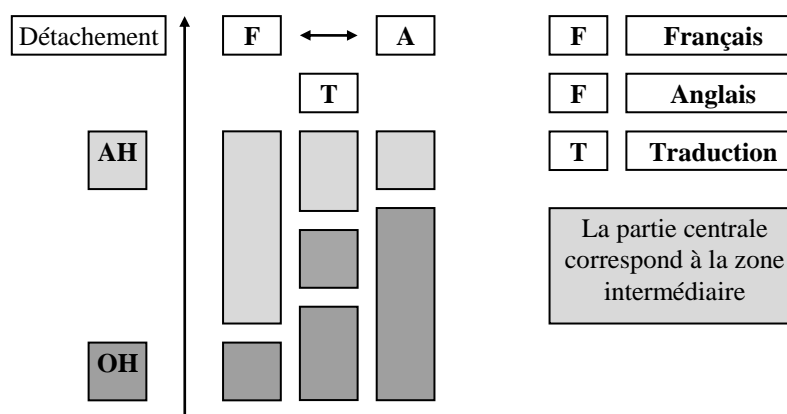 Détachement F A F Français
T F Anglais
AH T Traduction
La partie centrale
correspond à la zone
intermédiaire
OH